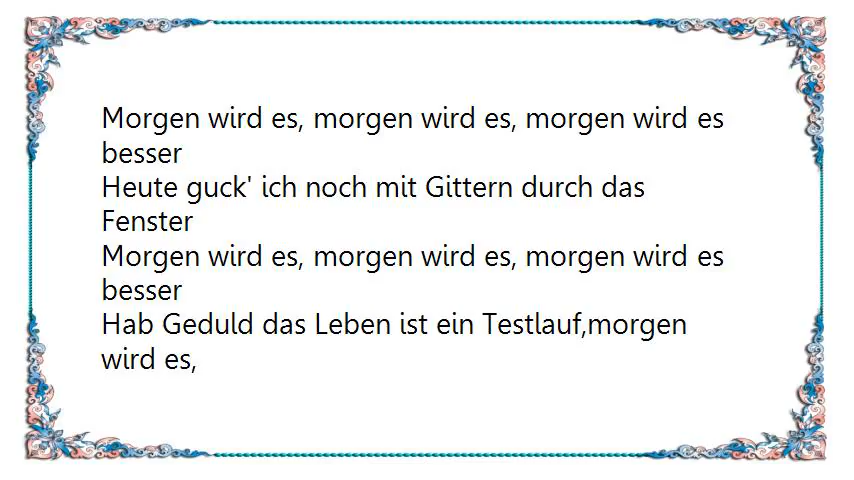 Morgen wird es, morgen wird es, morgen wird es
besser
Heute guck' ich noch mit Gittern durch das
Fenster
Morgen wird es, morgen wird es, morgen wird es
besser
Hab Geduld das Leben ist ein Testlauf,morgen
wird es,